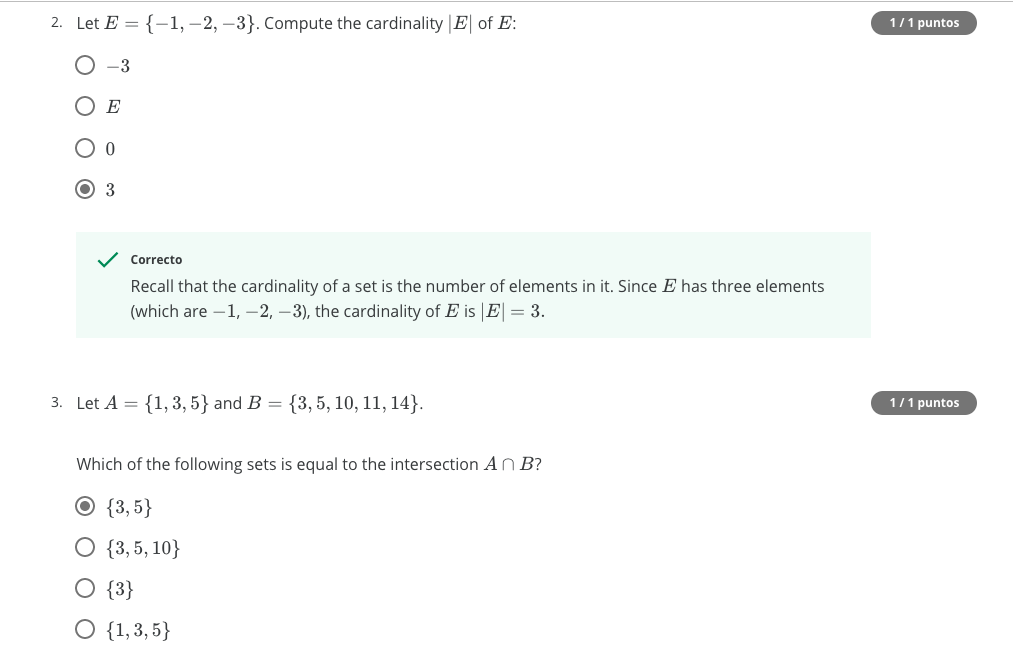 2. Let E = {−1, −2, −3}. Compute the cardinality |E| of E: 1 / 1 puntos
−3
E
0
3
Correcto
Recall that the cardinality of a set is the number of elements in it. Since E has three elements
(which are −1, −2, −3), the cardinality of E is |E| = 3.
3. Let A = {1, 3, 5} and B = {3, 5, 10, 11, 14}. 1 / 1 puntos
Which of the following sets is equal to the intersection A ∩ B?
{3, 5}
{3, 5, 10}
{3}
{1, 3, 5}